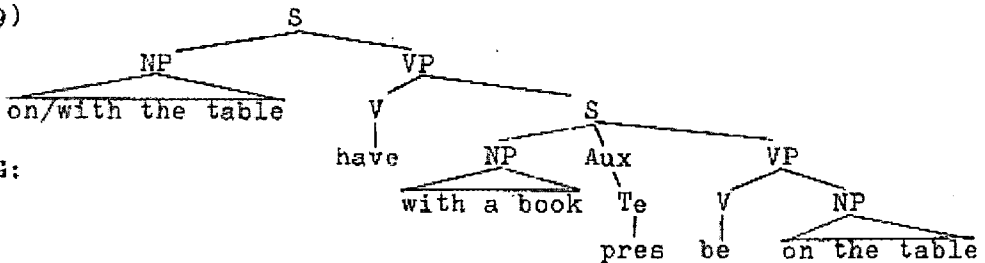 9)
S
NP VP
on/with the table V S
have NP Aux VP
G:
with a book Te V NP
pres be on the table